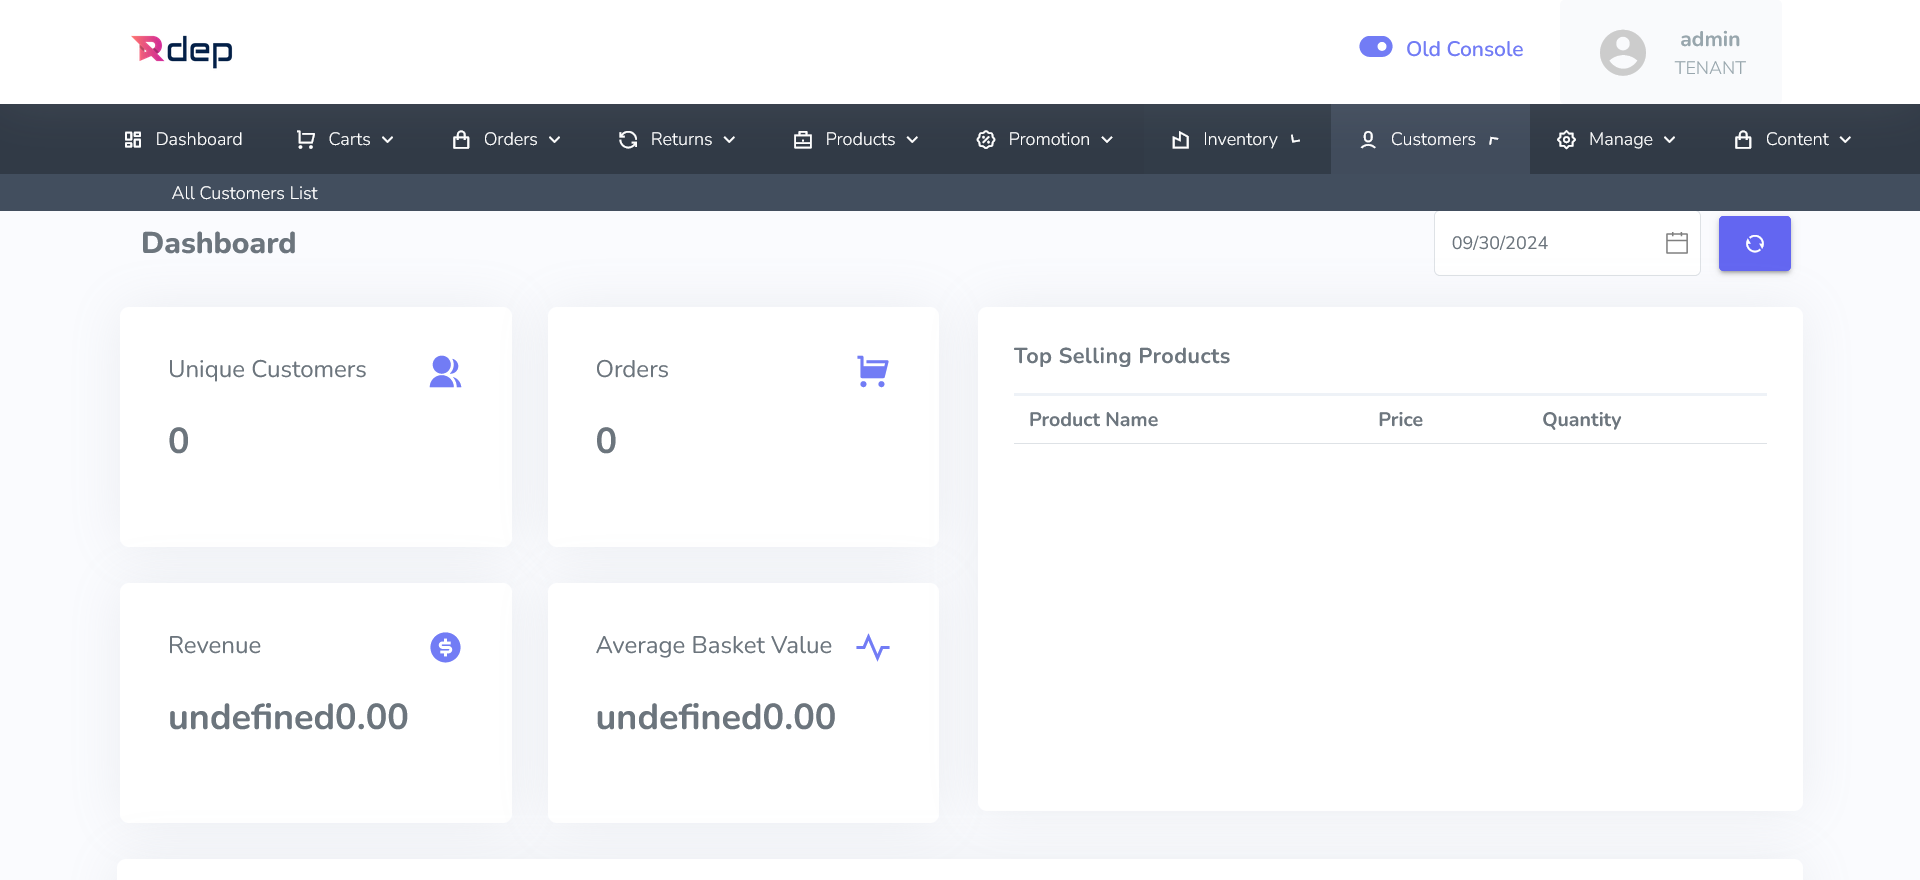 Rdep
Old Console
admin
TENANT
Dashboard Carts Orders Returns Products Promotion Inventory Customers Manage Content
All Customers List
Dashboard
09/30/2024
Unique Customers
0
Orders
0
Top Selling Products
Product Name Price Quantity
Revenue
undefined0.00
Average Basket Value
undefined0.00